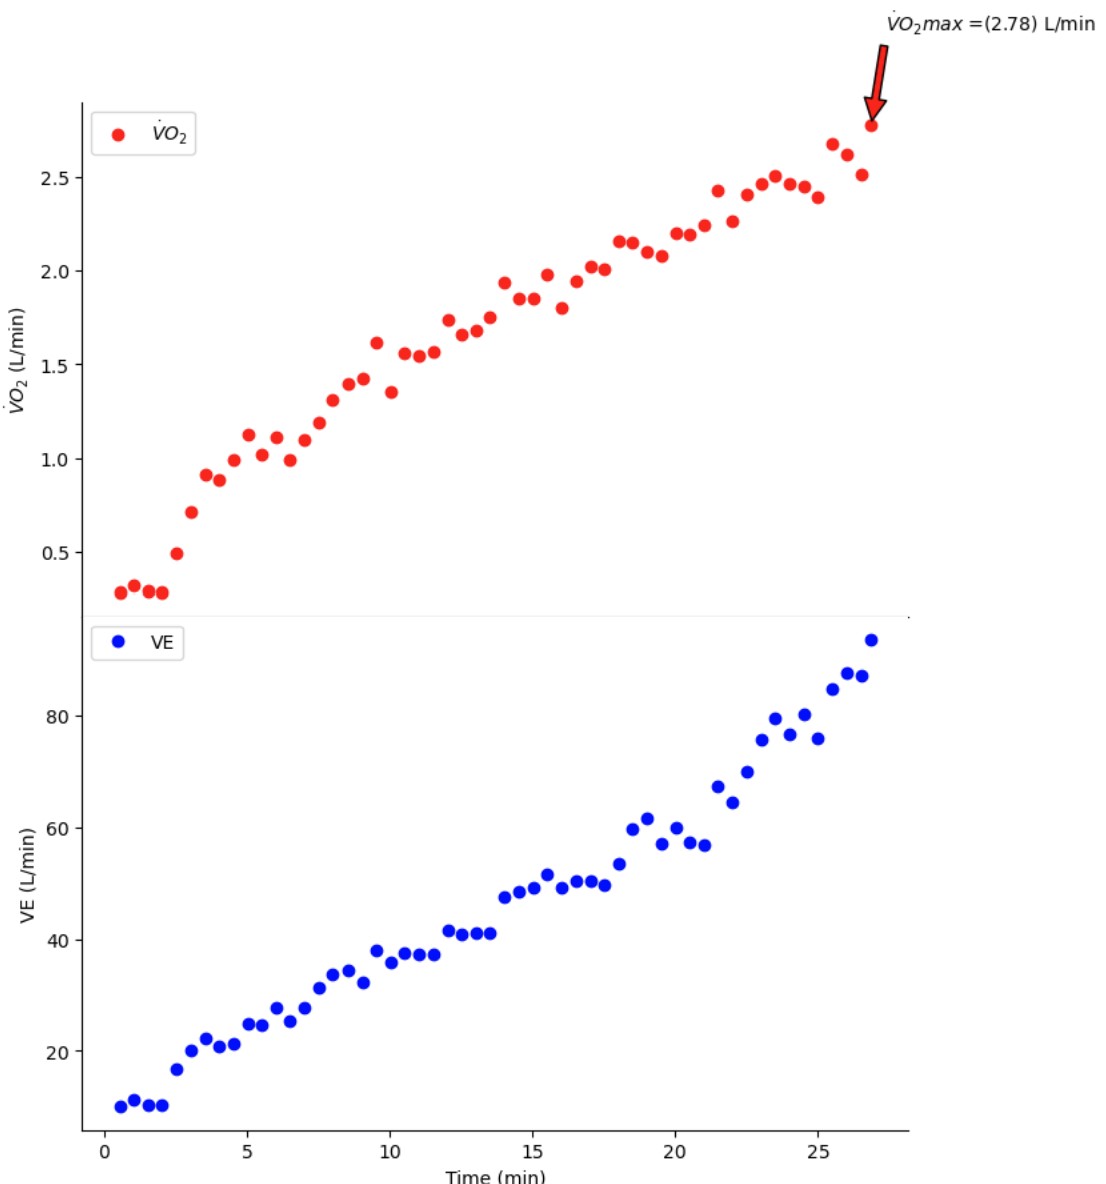 V̇O₂max =(2.78) L/min
V̇O₂
2.5
2.0
1.5
1.0
0.5
V̇O₂ (L/min)
VE
80
60
40
20
VE (L/min)
0 5 10 15 20 25
Time (min)